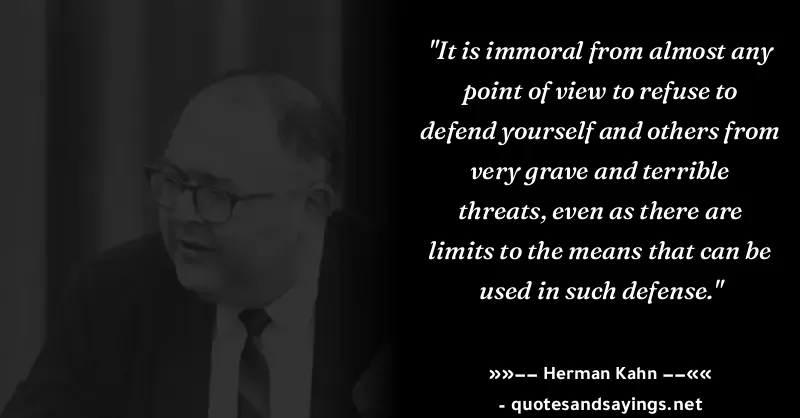 "It is immoral from almost any
point of view to refuse to
defend yourself and others from
very grave and terrible
threats, even as there are
limits to the means that can be
used in such defense."
»»−− Herman Kahn −−««
- quotesandsayings.net